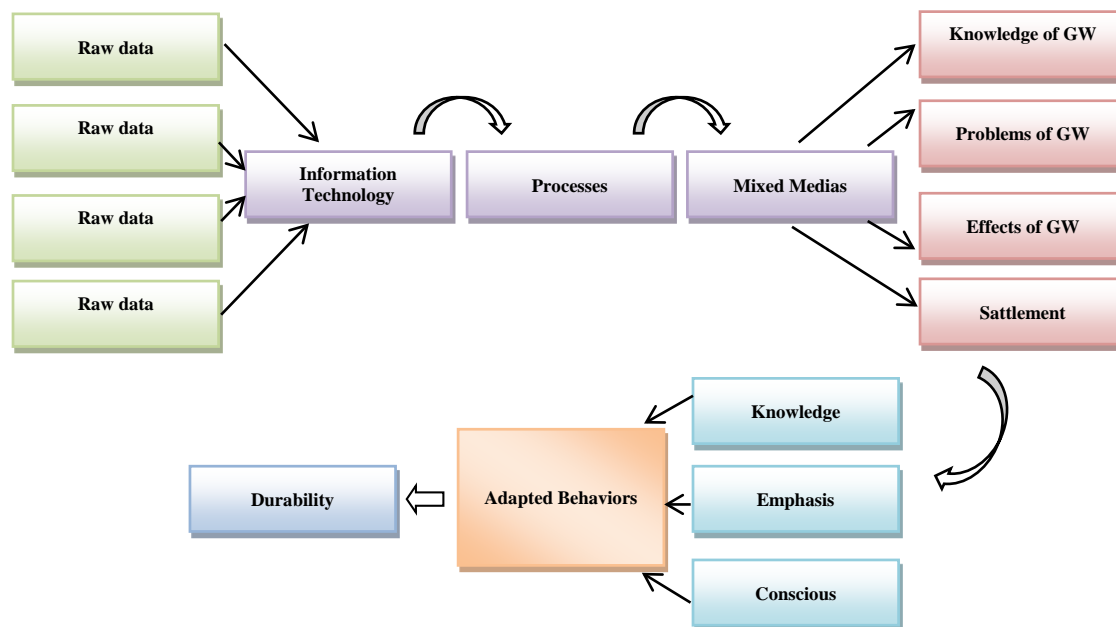 Raw data
Raw data
Raw data
Raw data
Information
Technology
Processes
Mixed Medias
Knowledge of GW
Problems of GW
Effects of GW
Sattlement
Knowledge
Emphasis
Conscious
Adapted Behaviors
Durability